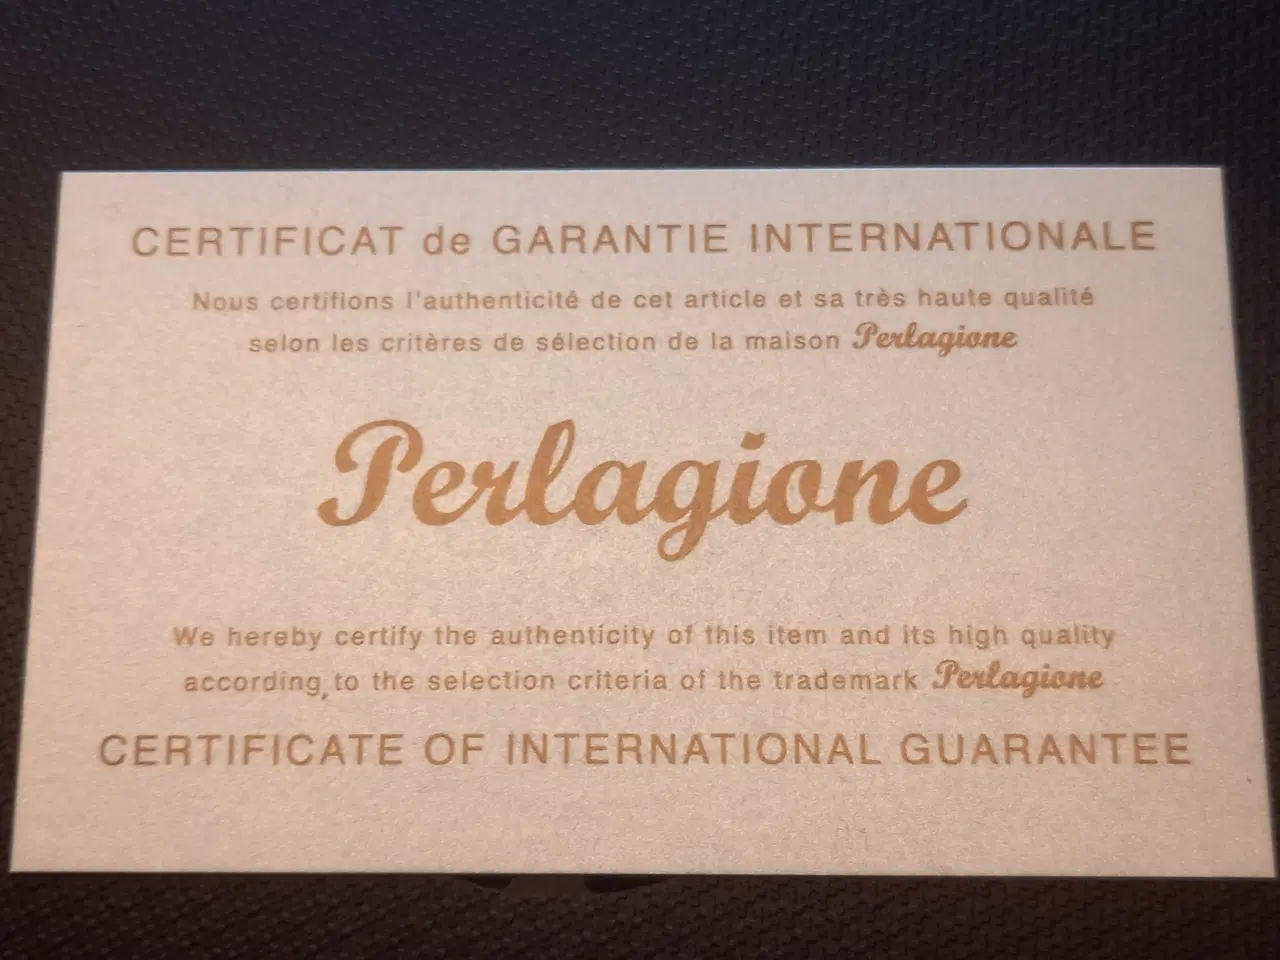 CERTIFICAT de GARANTIE INTERNATIONALE
Nous certifions l'authenticité de cet article et sa très haute qualité
selon les critères de sélection de la maison Perlagione
Perlagione
We hereby certify the authenticity of this item and its high quality
according to the selection criteria of the trademark Perlagione
CERTIFICATE OF INTERNATIONAL GUARANTEE